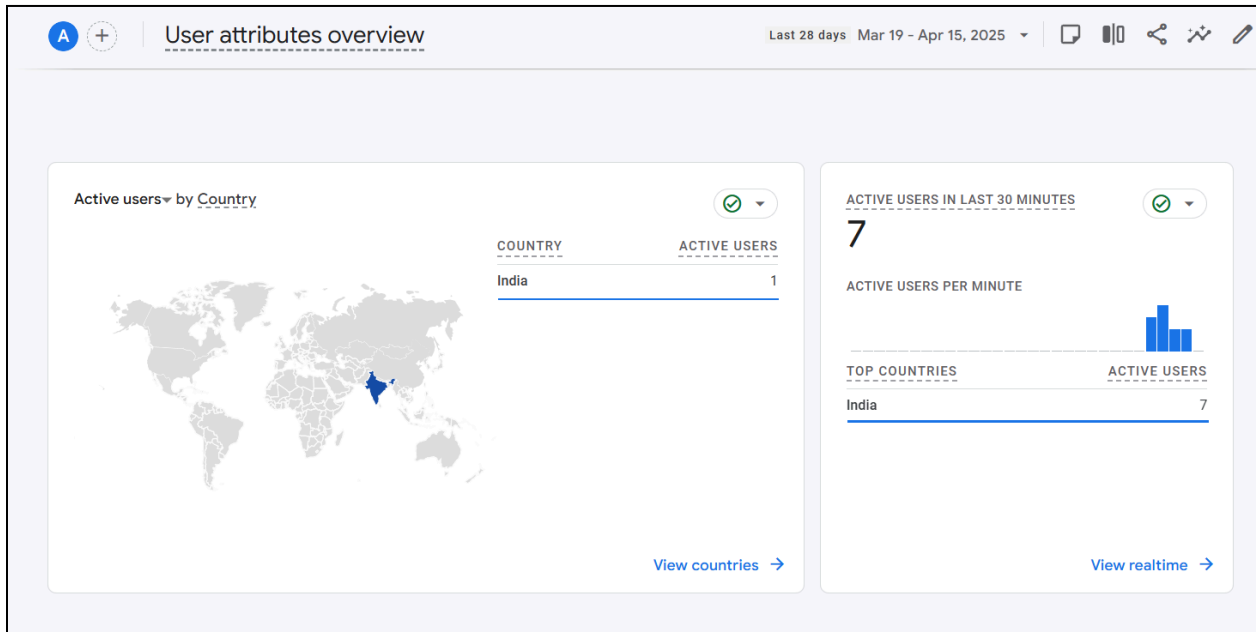 A
User attributes overview
Last 28 days Mar 19 - Apr 15, 2025
Active users by Country
COUNTRY ACTIVE USERS
India 1
View countries
ACTIVE USERS IN LAST 30 MINUTES
7
ACTIVE USERS PER MINUTE
TOP COUNTRIES ACTIVE USERS
India 7
View realtime